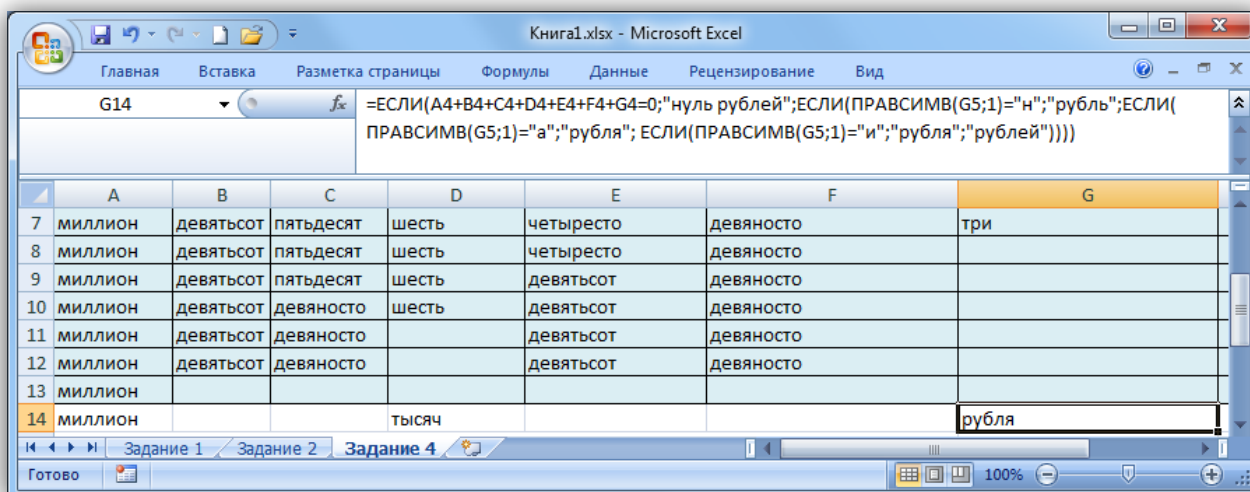 Книга1.xlsx - Microsoft Excel
Главная Вставка Разметка страницы Формулы Данные Рецензирование Вид
G14 fx =ЕСЛИ(A4+B4+C4+D4+E4+F4+G4=0;"нуль рублей";ЕСЛИ(ПРАВСИМВ(G5;1)="н";"рубль";ЕСЛИ(
ПРАВСИМВ(G5;1)="а";"рубля"; ЕСЛИ(ПРАВСИМВ(G5;1)="и";"рубля";"рублей"))))
A B C D E F G
7 миллион девятьсот пятьдесят шесть четыресто девяносто три
8 миллион девятьсот пятьдесят шесть четыресто девяносто
9 миллион девятьсот пятьдесят шесть девятьсот девяносто
10 миллион девятьсот девяносто шесть девятьсот девяносто
11 миллион девятьсот девяносто девятьсот девяносто
12 миллион девятьсот девяносто девятьсот девяносто
13 миллион
14 миллион тысяч рубля
Задание 1 Задание 2 Задание 4
Готово 100%